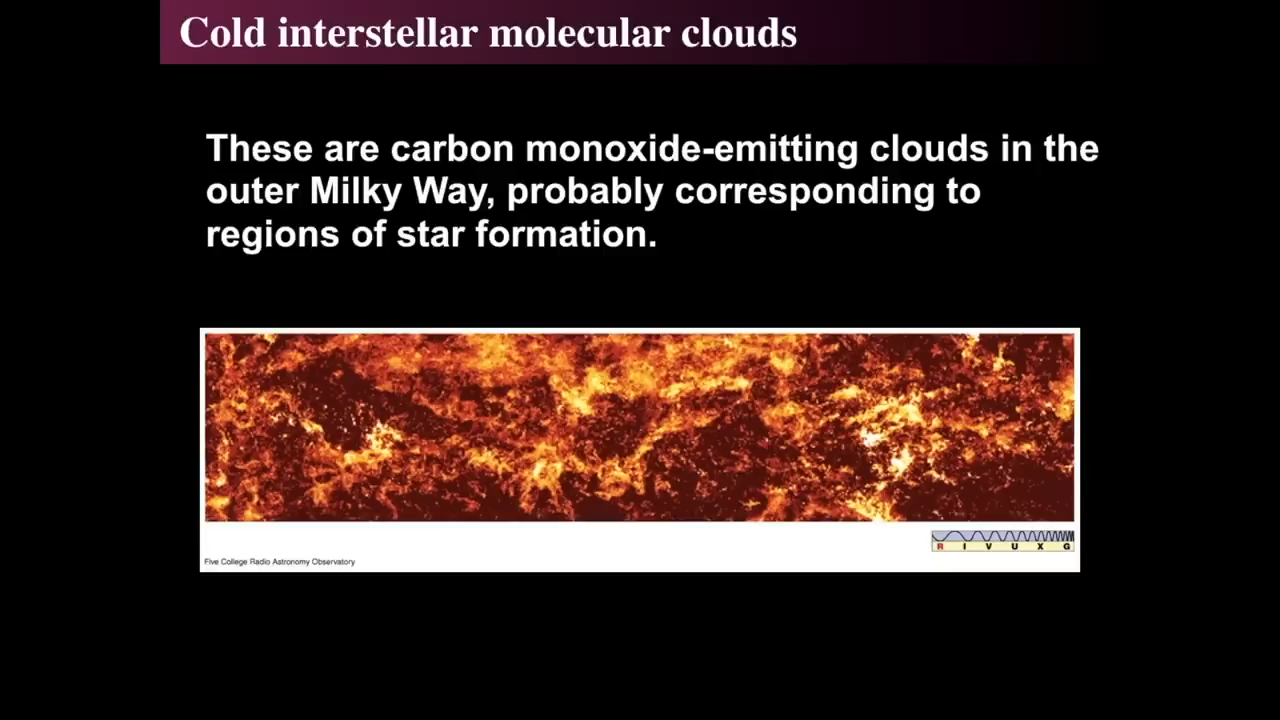 Cold interstellar molecular clouds
These are carbon monoxide-emitting clouds in the
outer Milky Way, probably corresponding to
regions of star formation.
R I V U X G
Five College Radio Astronomy Observatory